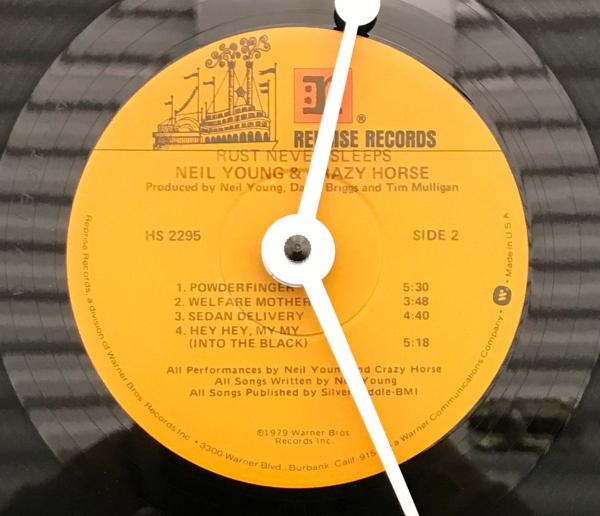 r
®
REPRISE RECORDS
RUST NEVER SLEEPS
NEIL YOUNG & CRAZY HORSE
Produced by Neil Young, David Briggs and Tim Mulligan
HS 2295
SIDE 2
1. POWDERFINGER 5:30
2. WELFARE MOTHERS 3:48
3. SEDAN DELIVERY 4:40
4. HEY HEY, MY MY
(INTO THE BLACK) 5:18
All Performances by Neil Young and Crazy Horse
All Songs Written by Neil Young
All Songs Published by Silver Fiddle-BMI
©1979 Warner Bros.
Records Inc.
Reprise Records, a division of Warner Bros. Records Inc. • 3300 Warner Blvd., Burbank, Calif. 915 a Warner Communications Company • W • Made in U S A